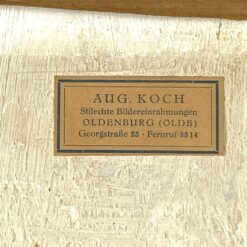 AUG. KOCH
Stilechte Bildereinrahmungen
OLDENBURG (OLDB)
Georgstraße 23 · Fernruf 3314